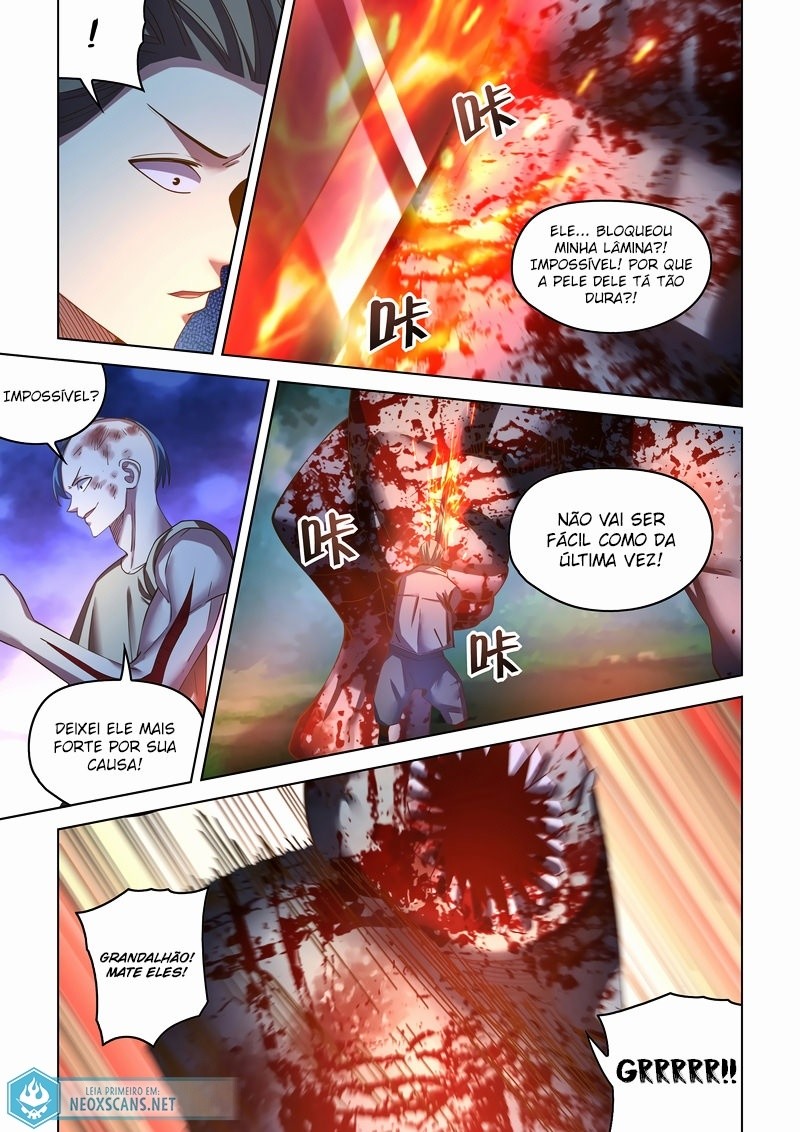 !
咔
ELE... BLOQUEOU
MINHA LÂMINA?!
IMPOSSÍVEL! POR QUE
A PELE DELE TÁ TÃO
DURA?!
咔
IMPOSSÍVEL?
咔
NÃO VAI SER
FÁCIL COMO DA
ÚLTIMA VEZ!
咔
DEIXEI ELE MAIS
FORTE POR SUA
CAUSA!
GRANDALHÃO!
MATE ELES!
GRRRRR!!
LEIA PRIMEIRO EM:
NEOXSCANS.NET